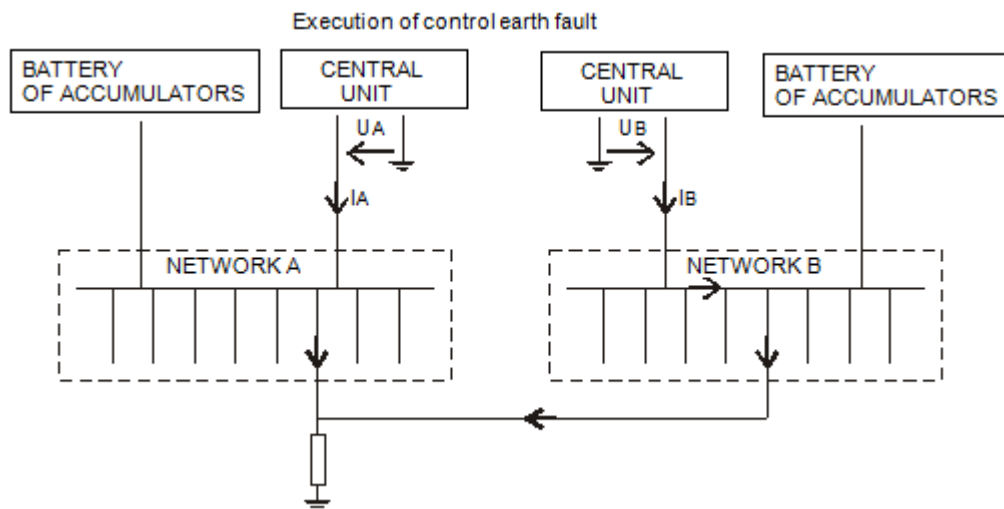 Execution of control earth fault
BATTERY
OF ACCUMULATORS
CENTRAL
UNIT
CENTRAL
UNIT
BATTERY
OF ACCUMULATORS
UA
UB
IA
IB
NETWORK A
NETWORK B